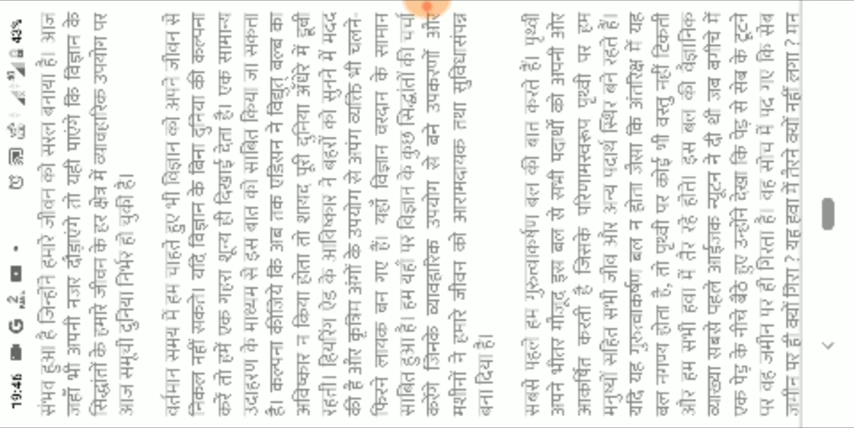 19:46 G 2 43%
संभव हुआ है जिन्होंने हमारे जीवन को सरल बनाया है। आज
जहाँ भी आपनी नजर दौड़ाएंगे तो यही पाएंगे कि विज्ञान के
सिद्धांतों के हमारे जीवन के हर क्षेत्र में व्यावहारिक उपयोग पर
आज समूची दुनिया निर्भर हो चुकी है।
वर्तमान समय में हम चाहते हुए भी विज्ञान को अपने जीवन से
निकल नहीं सकते। यदि विज्ञान के बिना दुनिया की कल्पना
करें तो हमें एक गहरा शून्य ही दिखाई देता है। एक सामान्य
उदाहरण के माध्यम से इस बात को साबित किया जा सकता
है। कल्पना कीजिये कि अब तक एडिसन ने विद्युत बल्ब का
अविष्कार न किया होता तो शायद पूरी दुनिया अंधेरे में डूबी
रहती। हियरिंग ऐड के आविष्कार ने बहरों को सुनने में मदद
की है और कृत्रिम अंगों के उपयोग से अपंग व्यक्ति भी चलने-
फिरने लायक बन गए हैं। यहाँ विज्ञान वरदान के सामान
साबित हुआ है। हम यहाँ पर विज्ञान के कुछ सिद्धांतों की चर्चा
करेंगे जिनके व्यावहारिक उपयोग से बने उपकरणों और
मशीनों ने हमारे जीवन को आरामदायक तथा सुविधासंपन्न
बना दिया है।
सबसे पहले हम गुरुत्वाकर्षण बल की बात करते हैं। पृथ्वी
अपने भीतर मौजूद इस बल से सभी पदार्थों को अपनी ओर
आकर्षित करती है जिसके परिणामस्वरूप पृथ्वी पर हम
मनुष्यों सहित सभी जीव और अन्य पदार्थ स्थिर बने रहते हैं।
यदि यह गुरुत्वाकर्षण बल न होता जैसा कि अंतरिक्ष में यह
बल नगण्य होता है, तो पृथ्वी पर कोई भी वस्तु नहीं टिकती
और हम सभी हवा में तैर रहे होते। इस बल की वैज्ञानिक
व्याख्या सबसे पहले आईजक न्यूटन ने दी थी जब बगीचे में
एक पेड़ के नीचे बैठे हुए उन्होंने देखा कि पेड़ से सेब के टूटने
पर वह जमीन पर ही गिरता है। वह सोच में पद गए कि सेब
जमीन पर ही क्यों गिरा ? यह हवा में तैरने क्यों नहीं लगा ? मन